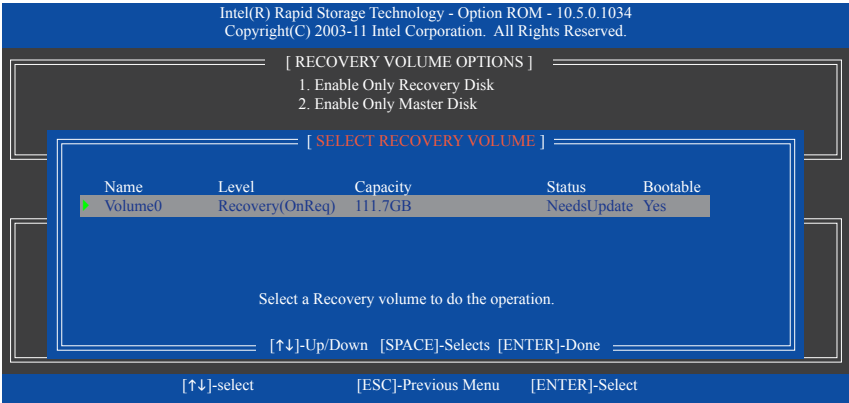 Intel(R) Rapid Storage Technology - Option ROM - 10.5.0.1034
Copyright(C) 2003-11 Intel Corporation.  All Rights Reserved.
[ RECOVERY VOLUME OPTIONS ]
1. Enable Only Recovery Disk
2. Enable Only Master Disk
[ SELECT RECOVERY VOLUME ]
Name Level Capacity Status Bootable
Volume0 Recovery(OnReq) 111.7GB NeedsUpdate Yes
Select a Recovery volume to do the operation.
[↑↓]-Up/Down [SPACE]-Selects [ENTER]-Done
[↑↓]-select [ESC]-Previous Menu [ENTER]-Select